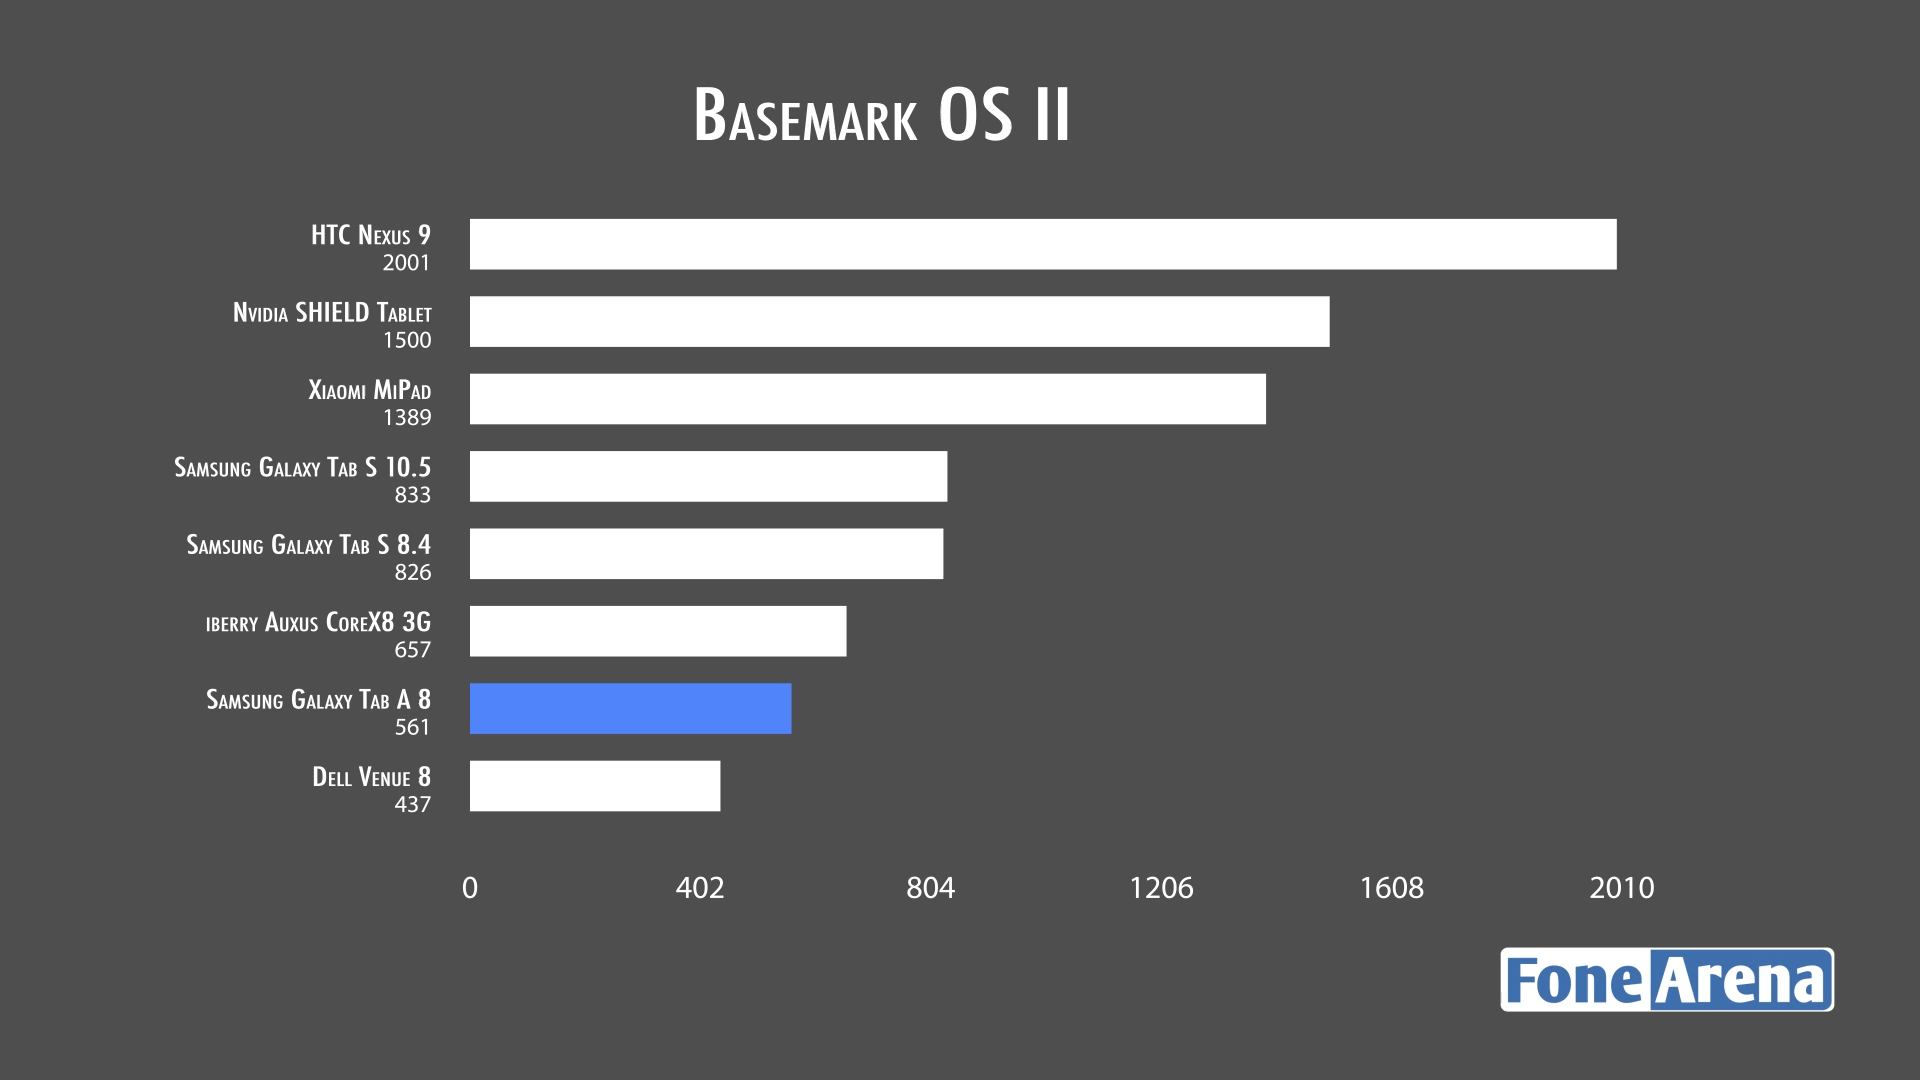 Basemark OS II
HTC Nexus 9
2001
Nvidia SHIELD Tablet
1500
Xiaomi MiPad
1389
Samsung Galaxy Tab S 10.5
833
Samsung Galaxy Tab S 8.4
826
iberry Auxus CoreX8 3G
657
Samsung Galaxy Tab A 8
561
Dell Venue 8
437
0 402 804 1206 1608 2010
FoneArena